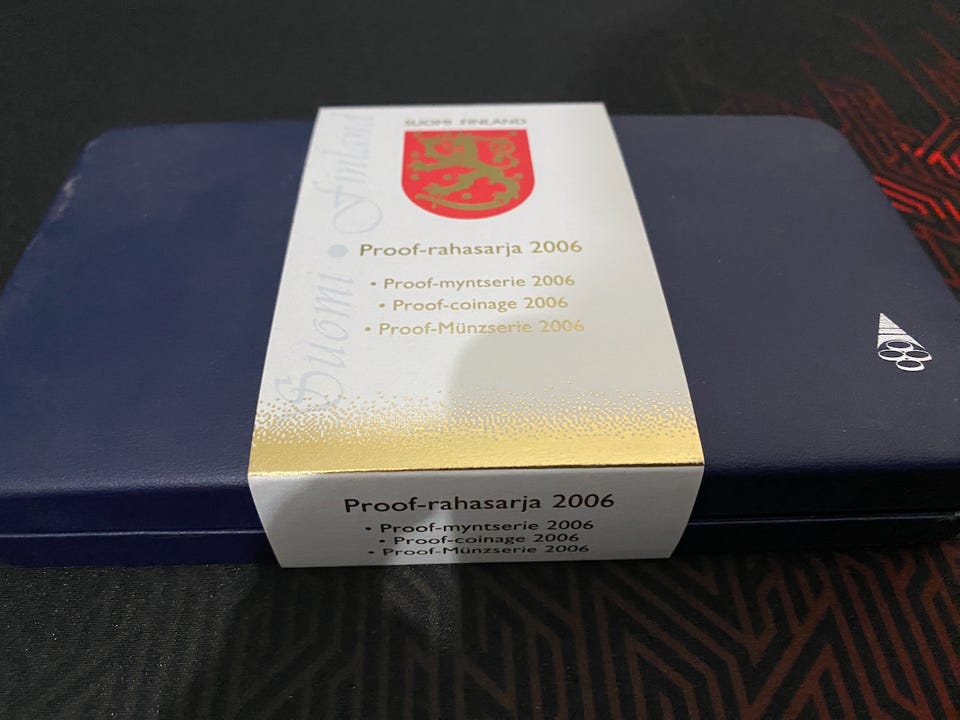 SUOMI FINLAND
Suomi • Finland
Proof-rahasarja 2006
• Proof-myntserie 2006
• Proof-coinage 2006
• Proof-Münzserie 2006
Proof-rahasarja 2006
• Proof-myntserie 2006
• Proof-coinage 2006
• Proof-Münzserie 2006